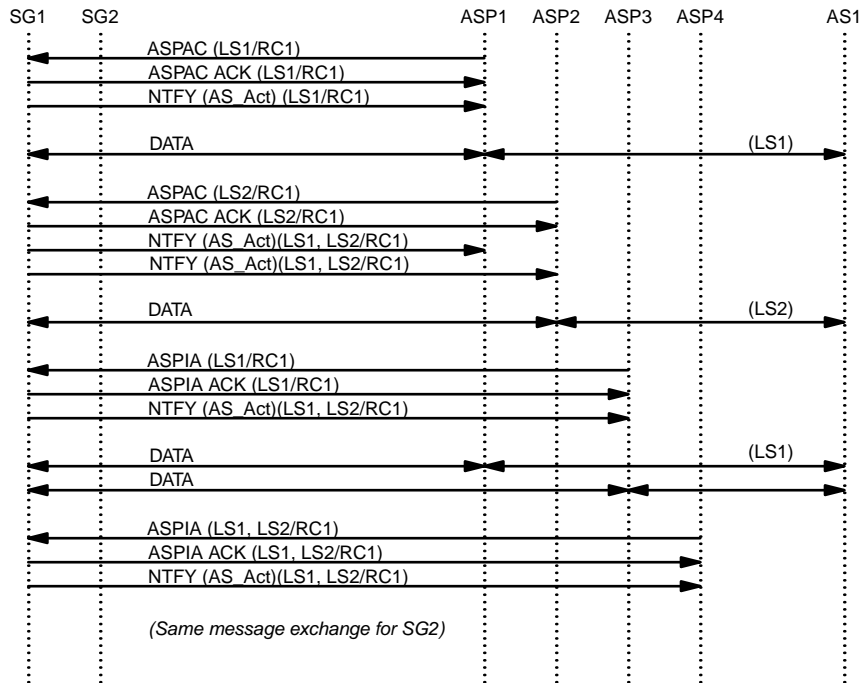 SG1 SG2 ASP1 ASP2 ASP3 ASP4 AS1
ASPAC (LS1/RC1)
ASPAC ACK (LS1/RC1)
NTFY (AS_Act) (LS1/RC1)
DATA (LS1)
ASPAC (LS2/RC1)
ASPAC ACK (LS2/RC1)
NTFY (AS_Act)(LS1, LS2/RC1)
NTFY (AS_Act)(LS1, LS2/RC1)
DATA (LS2)
ASPIA (LS1/RC1)
ASPIA ACK (LS1/RC1)
NTFY (AS_Act)(LS1, LS2/RC1)
DATA (LS1)
DATA
ASPIA (LS1, LS2/RC1)
ASPIA ACK (LS1, LS2/RC1)
NTFY (AS_Act)(LS1, LS2/RC1)
(Same message exchange for SG2)